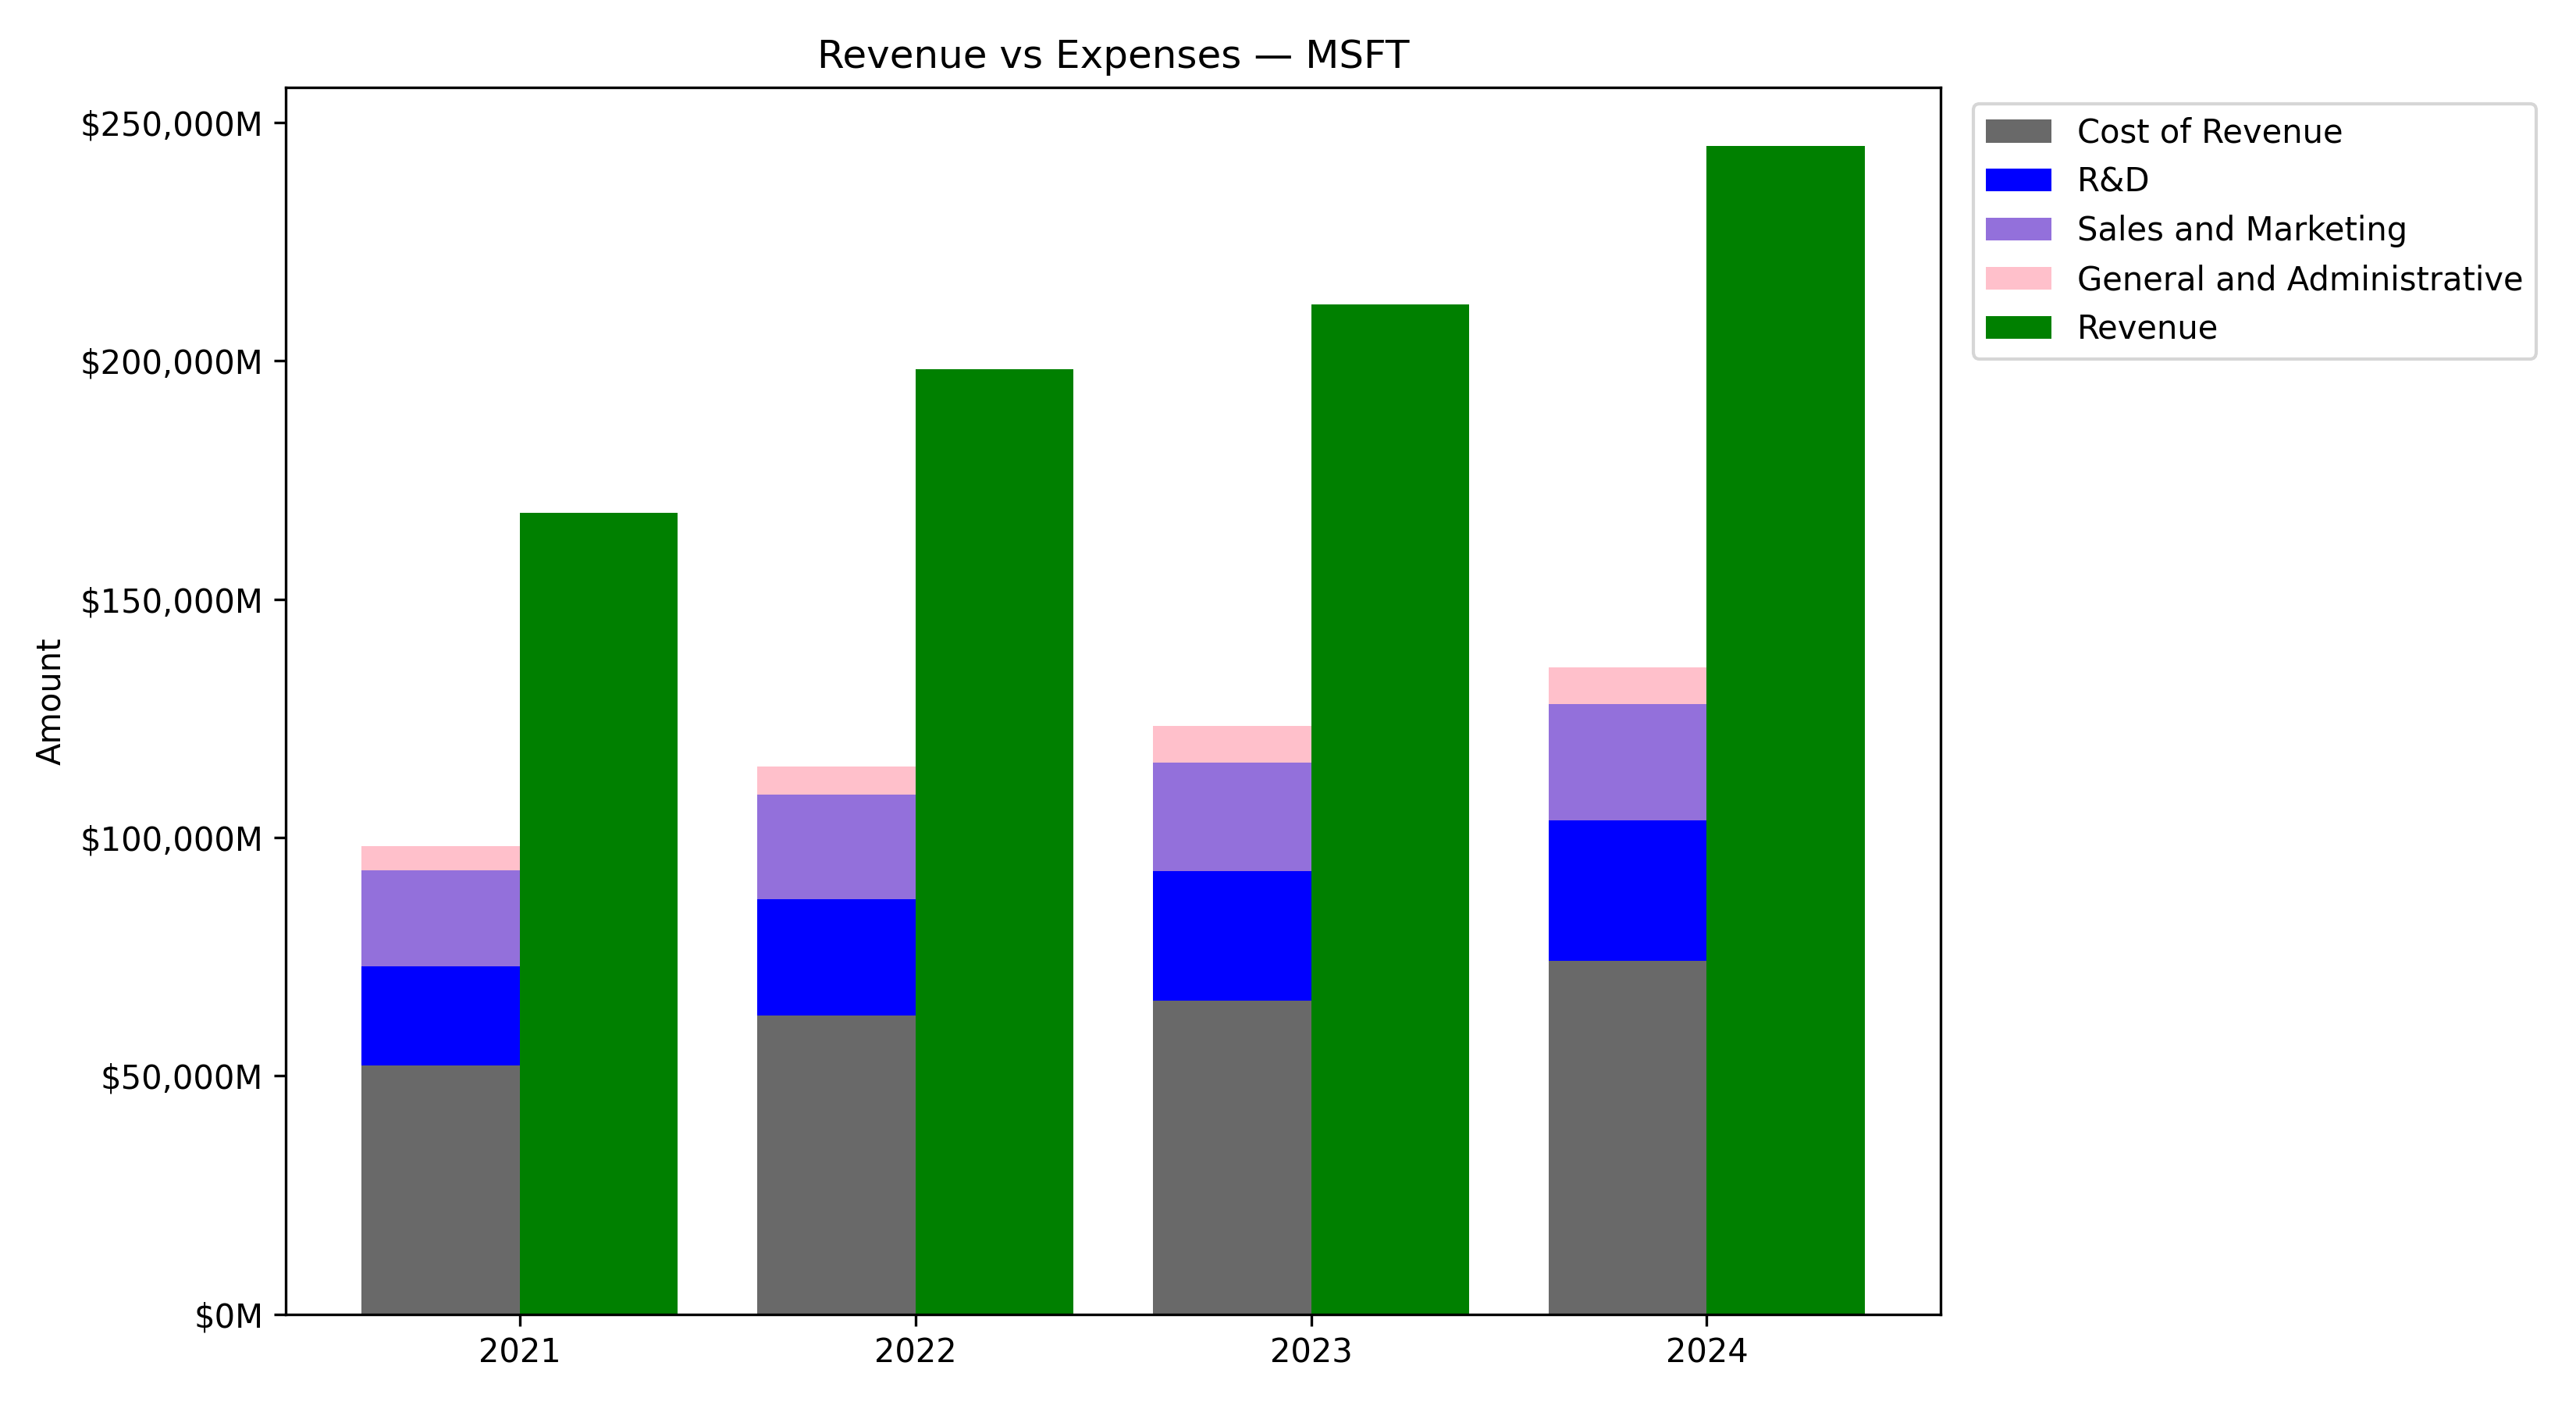 Revenue vs Expenses — MSFT
$250,000M
$200,000M
$150,000M
$100,000M
$50,000M
$0M
Amount
2021
2022
2023
2024
Cost of Revenue
R&D
Sales and Marketing
General and Administrative
Revenue